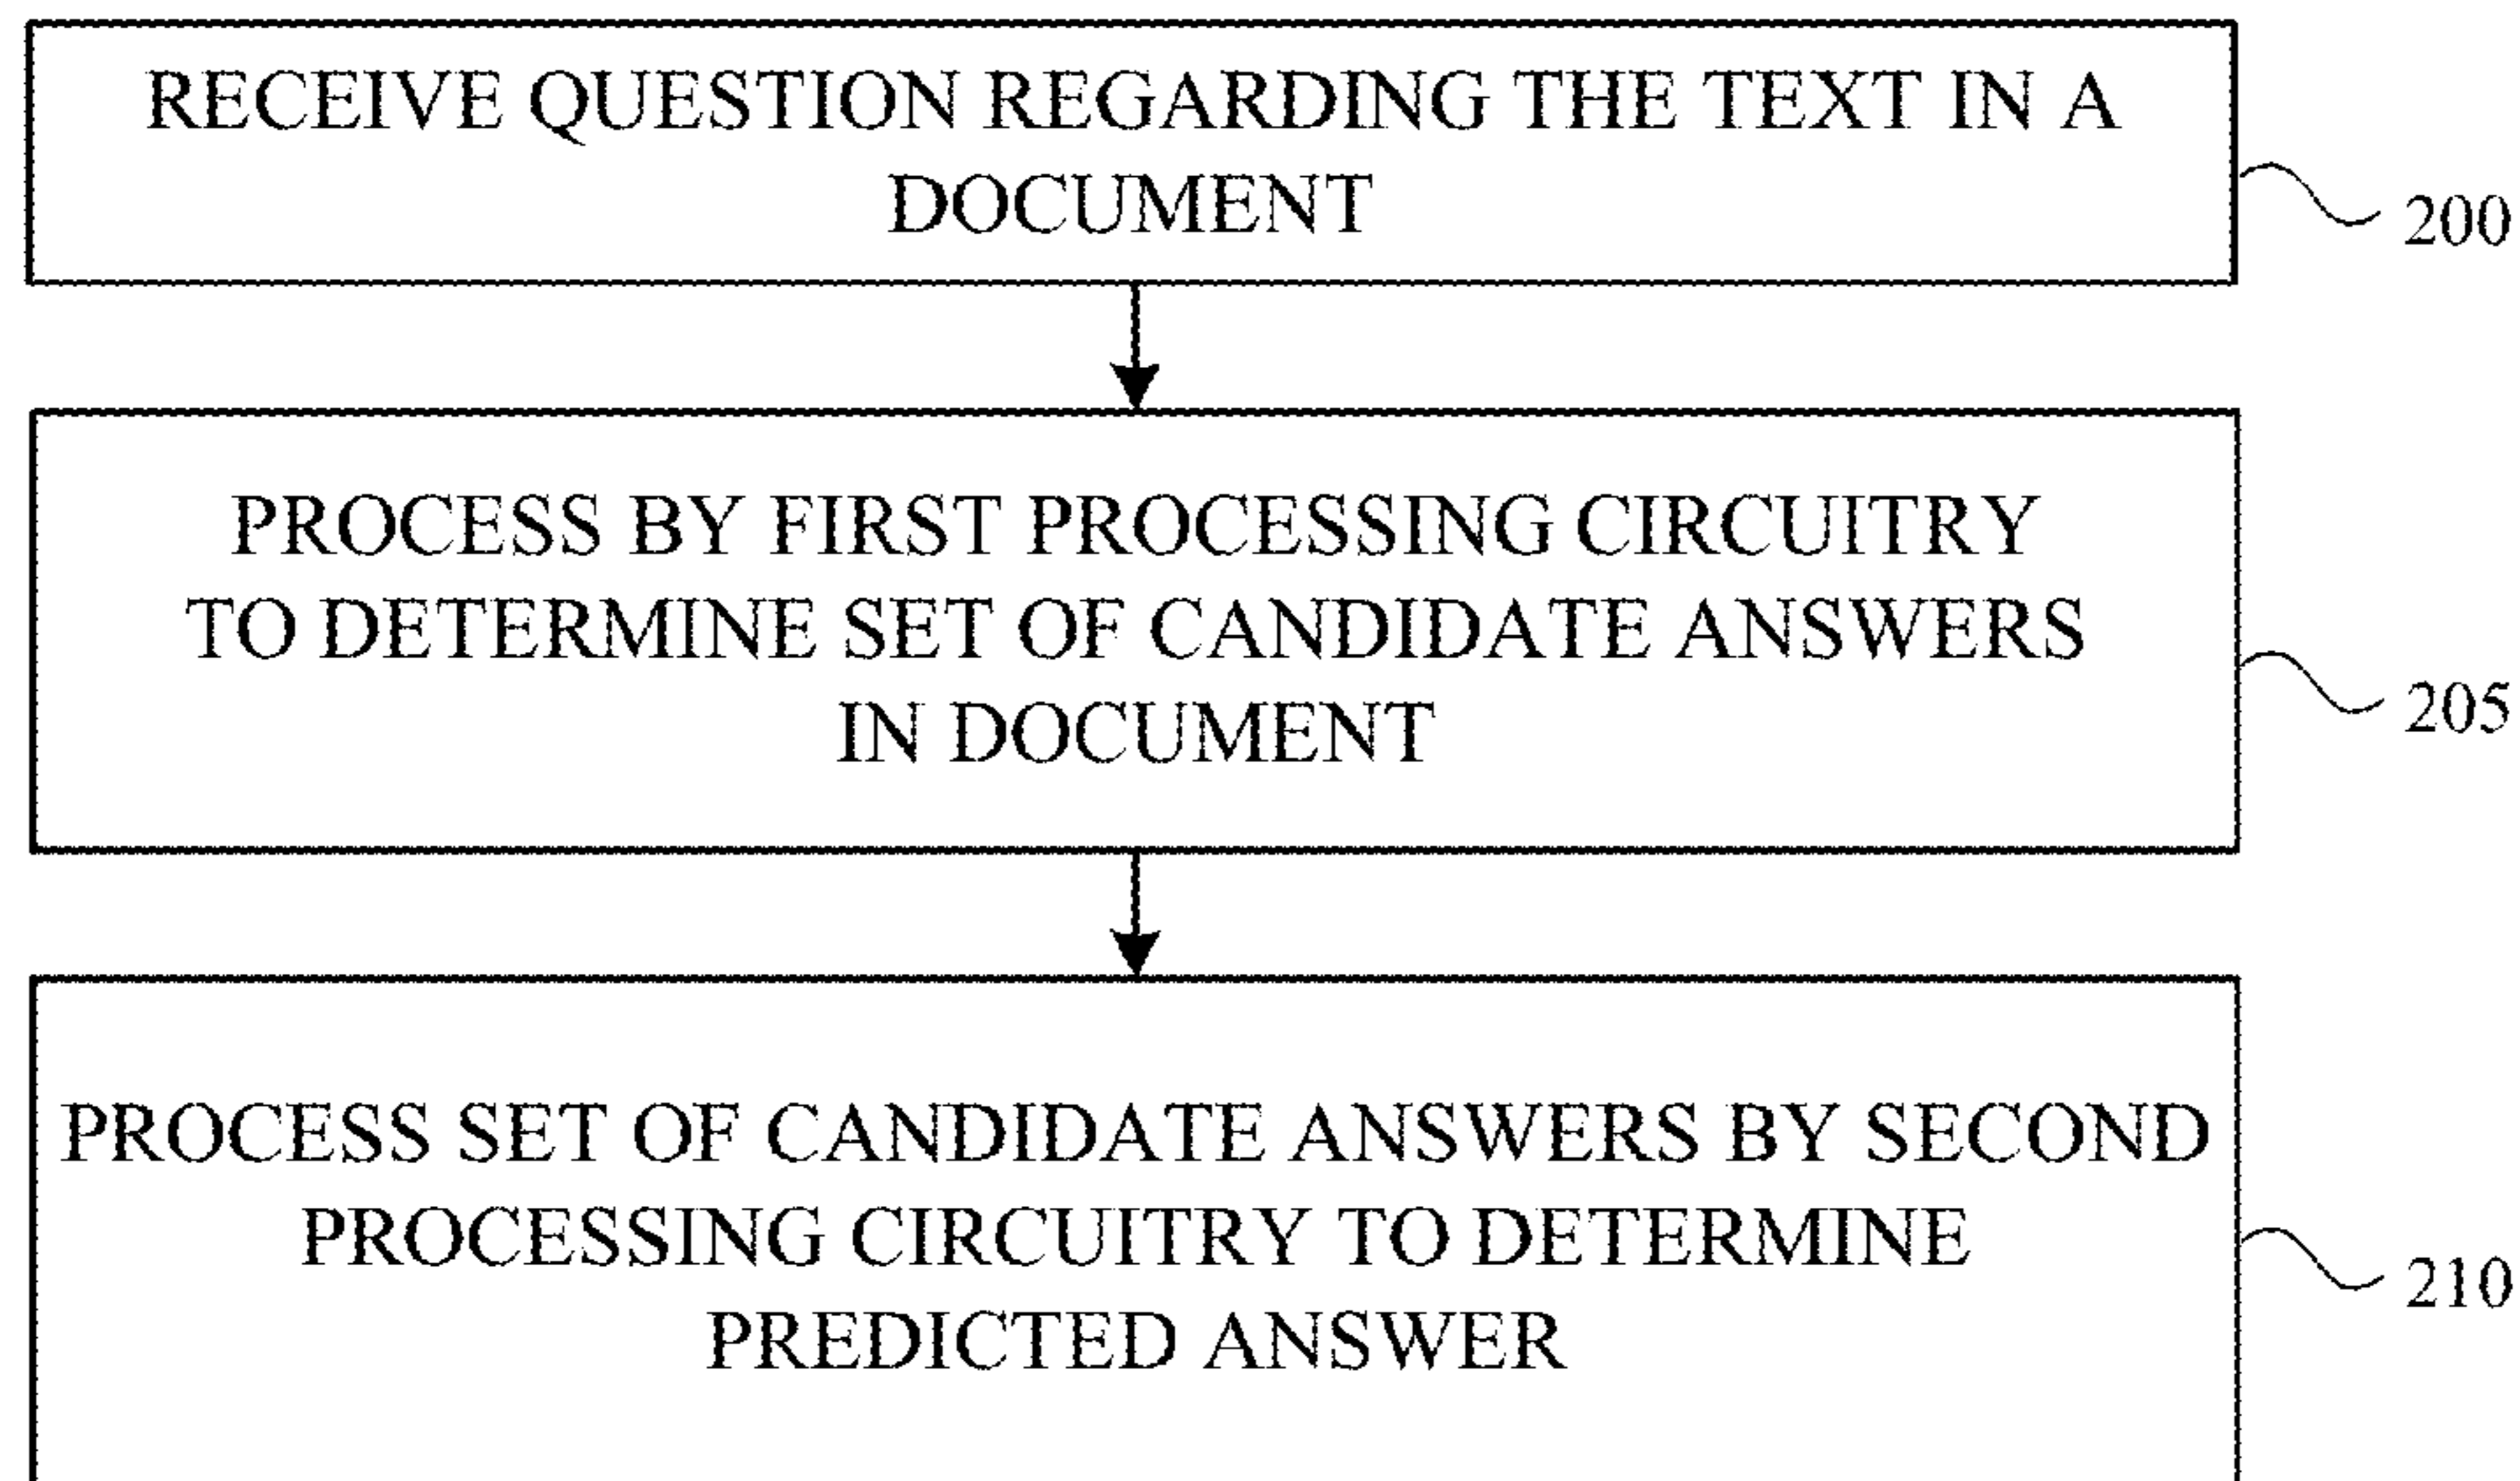 RECEIVE QUESTION REGARDING THE TEXT IN A
DOCUMENT
200
PROCESS BY FIRST PROCESSING CIRCUITRY
TO DETERMINE SET OF CANDIDATE ANSWERS
IN DOCUMENT
205
PROCESS SET OF CANDIDATE ANSWERS BY SECOND
PROCESSING CIRCUITRY TO DETERMINE
PREDICTED ANSWER
210